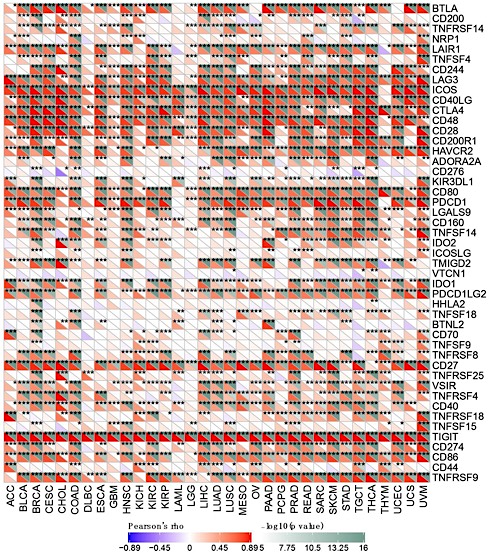 BTLA
CD200
TNFRSF14
NRP1
LAIR1
TNFSF4
CD244
LAG3
ICOS
CD40LG
CTLA4
CD48
CD28
CD200R1
HAVCR2
ADORA2A
CD276
KIR3DL1
CD80
PDCD1
LGALS9
CD160
TNFSF14
IDO2
ICOSLG
TMIGD2
VTCN1
IDO1
PDCD1LG2
HHLA2
TNFSF18
BTNL2
CD70
TNFSF9
TNFRSF8
CD27
TNFRSF25
VSIR
TNFRSF4
CD40
TNFRSF18
TNFSF15
TIGIT
CD274
CD86
CD44
TNFRSF9
ACC BLCA BRCA CESC CHOL COAD DLBC ESCA GBM HNSC KICH KIRC KIRP LAML LGG LIHC LUAD LUSC MESO OV PAAD PCPG PRAD READ SARC SKCM STAD TGCT THCA THYM UCEC UCS UVM
Pearson's rho -log10(p value)
-0.89 -0.45 0 0.45 0.895 7.75 10.5 13.25 16